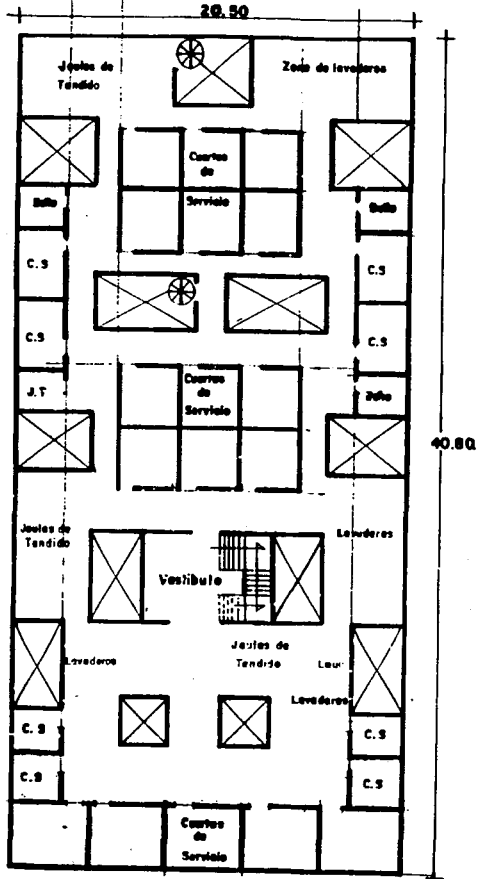 20.50
Jaulas de
Tendido
Zona de lavaderos
Cuartos
de
Servicio
Baño
Baño
C.S
C.S
C.S
C.S
J.T
Cuartos
de
Servicio
Baño
40.80
Jaulas de
Tendido
Lavaderos
Vestibulo
Jaulas de
Tendido
Lavaderos
Lavaderos
C.S
C.S
C.S
C.S
Cuartos
de
Servicio